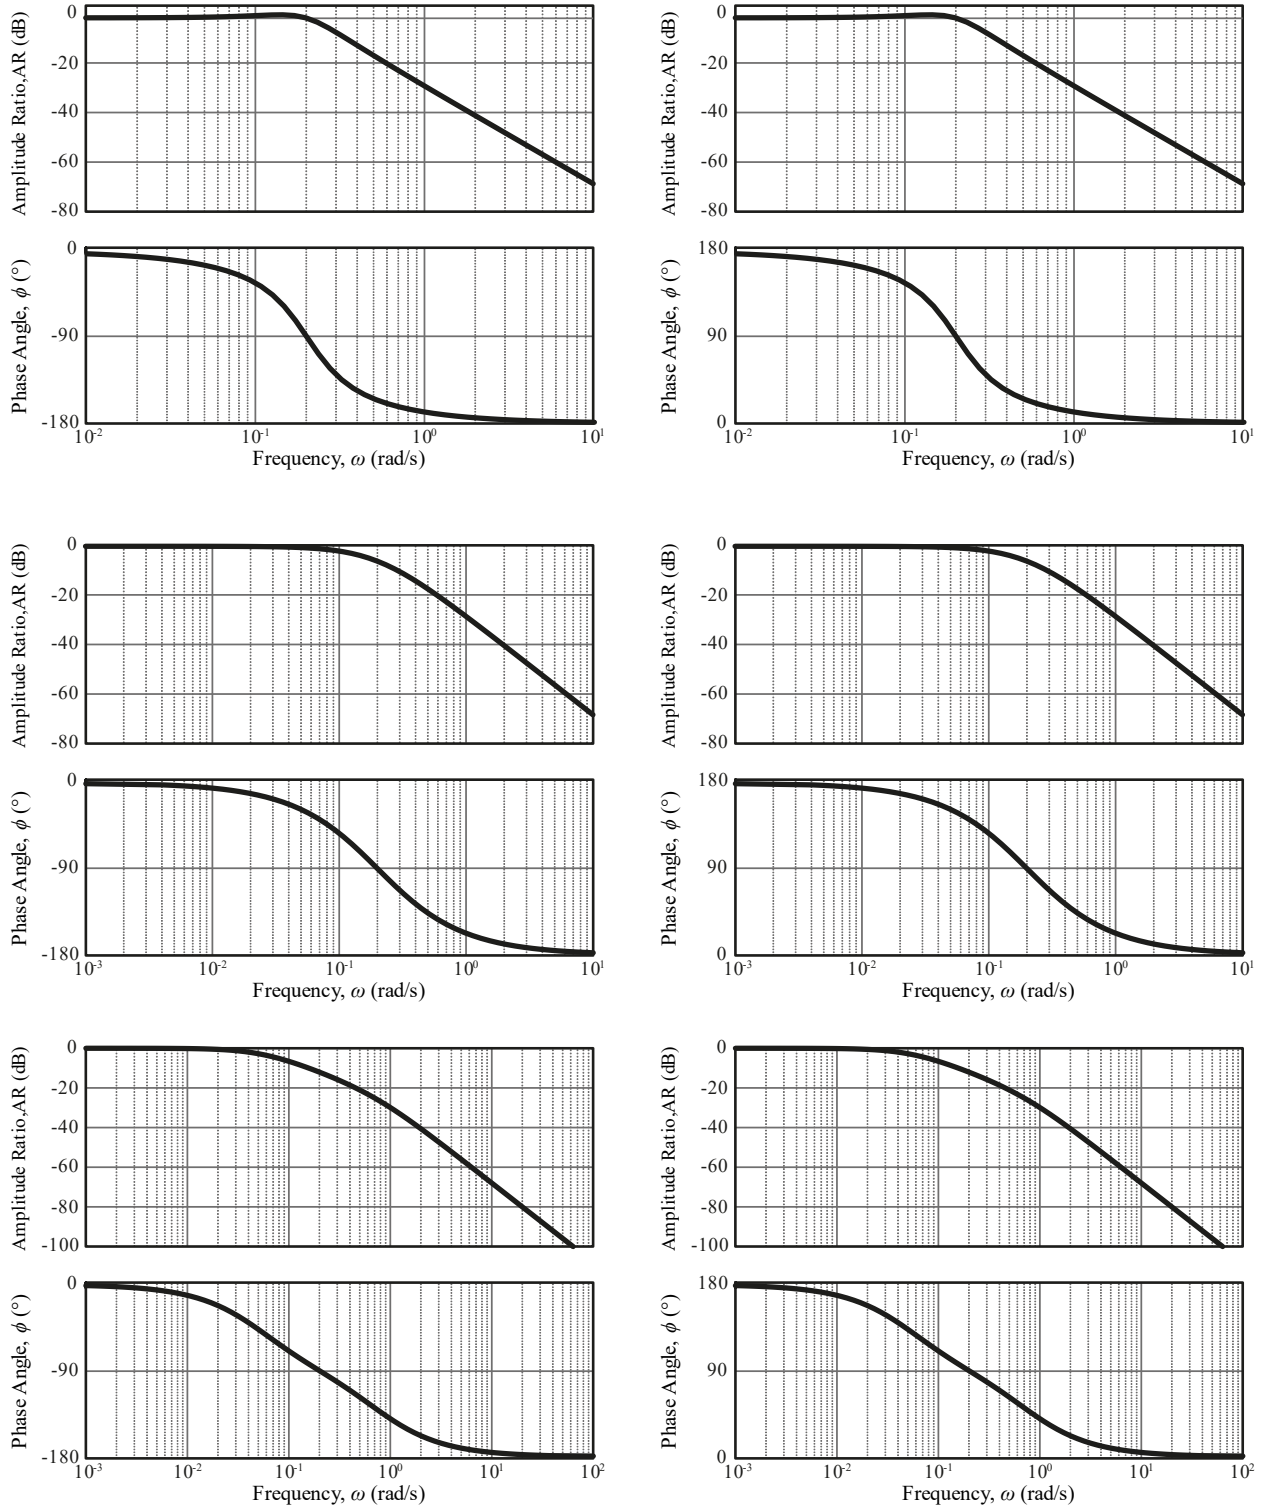 Amplitude Ratio,AR (dB)
0
-20
-40
-60
-80
Phase Angle, ϕ (°)
0
-90
-180
10⁻² 10⁻¹ 10⁰ 10¹
Frequency, ω (rad/s)
Amplitude Ratio,AR (dB)
0
-20
-40
-60
-80
Phase Angle, ϕ (°)
180
90
0
10⁻² 10⁻¹ 10⁰ 10¹
Frequency, ω (rad/s)
Amplitude Ratio,AR (dB)
0
-20
-40
-60
-80
Phase Angle, ϕ (°)
0
-90
-180
10⁻³ 10⁻² 10⁻¹ 10⁰ 10¹
Frequency, ω (rad/s)
Amplitude Ratio,AR (dB)
0
-20
-40
-60
-80
Phase Angle, ϕ (°)
180
90
0
10⁻³ 10⁻² 10⁻¹ 10⁰ 10¹
Frequency, ω (rad/s)
Amplitude Ratio,AR (dB)
0
-20
-40
-60
-80
-100
Phase Angle, ϕ (°)
0
-90
-180
10⁻³ 10⁻² 10⁻¹ 10⁰ 10¹ 10²
Frequency, ω (rad/s)
Amplitude Ratio,AR (dB)
0
-20
-40
-60
-80
-100
Phase Angle, ϕ (°)
180
90
0
10⁻³ 10⁻² 10⁻¹ 10⁰ 10¹ 10²
Frequency, ω (rad/s)